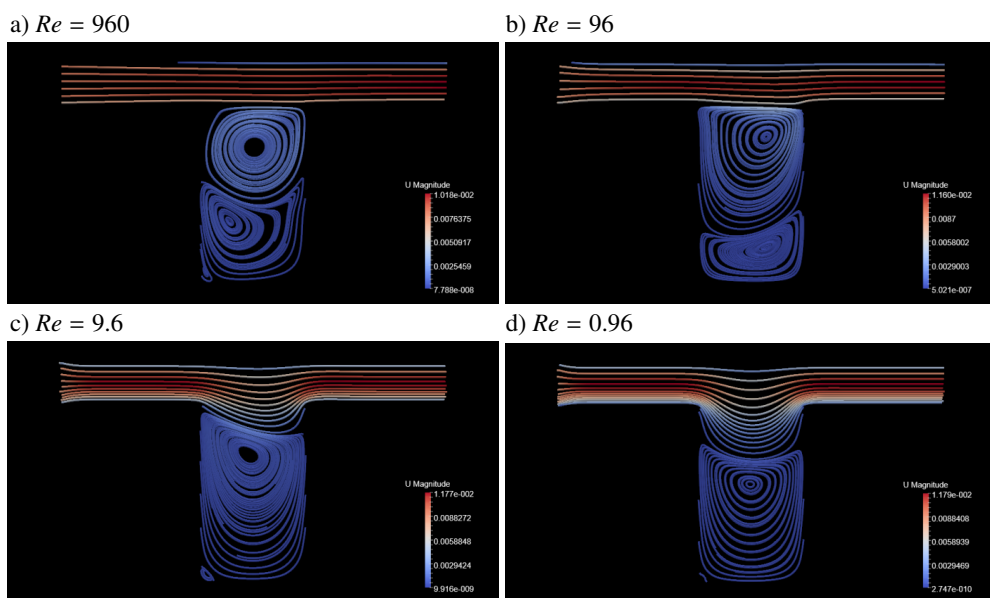 a) Re = 960
b) Re = 96
U Magnitude
1.018e-002
0.0076375
0.0050917
0.0025459
7.788e-008
U Magnitude
1.160e-002
0.0087
0.0058002
0.0029003
5.021e-007
c) Re = 9.6
d) Re = 0.96
U Magnitude
1.177e-002
0.0088272
0.0058848
0.0029424
9.916e-009
U Magnitude
1.179e-002
0.0088408
0.0058939
0.0029469
2.747e-010